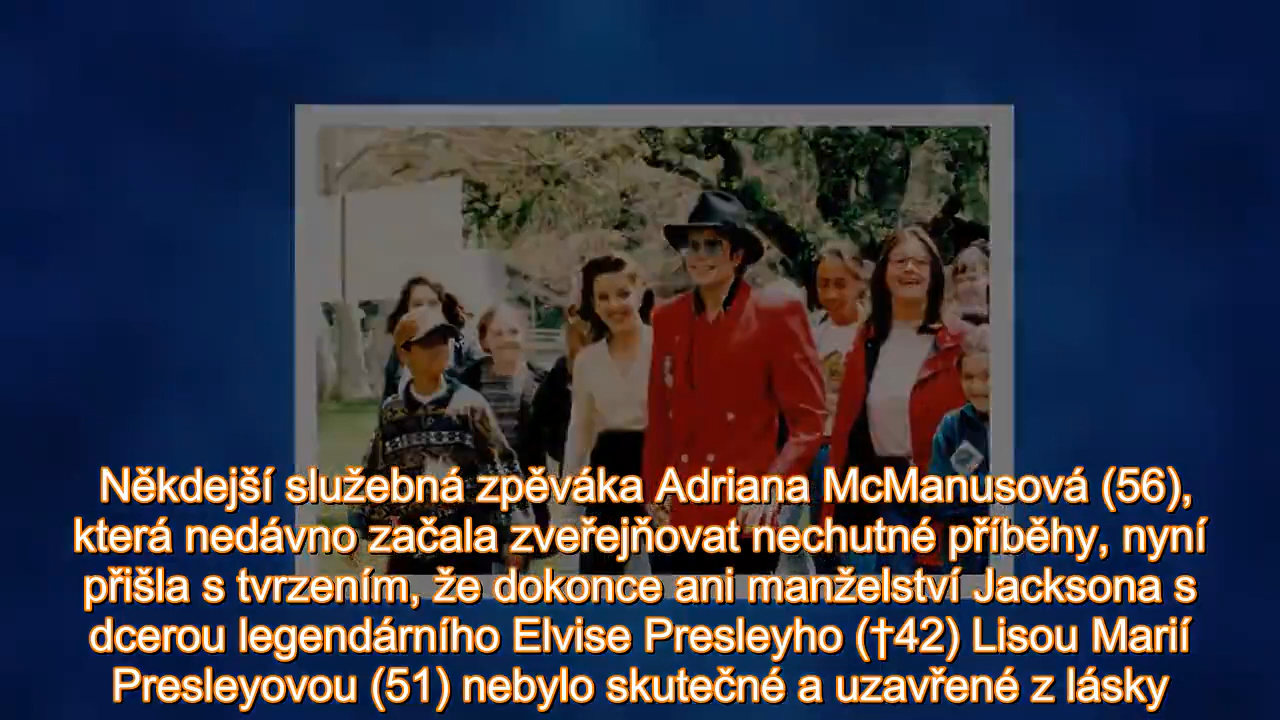 Někdejší služebná zpěváka Adriana McManusová (56),
která nedávno začala zveřejňovat nechutné příběhy, nyní
přišla s tvrzením, že dokonce ani manželství Jacksona s
dcerou legendárního Elvise Presleyho (†42) Lisou Marií
Presleyovou (51) nebylo skutečné a uzavřené z lásky